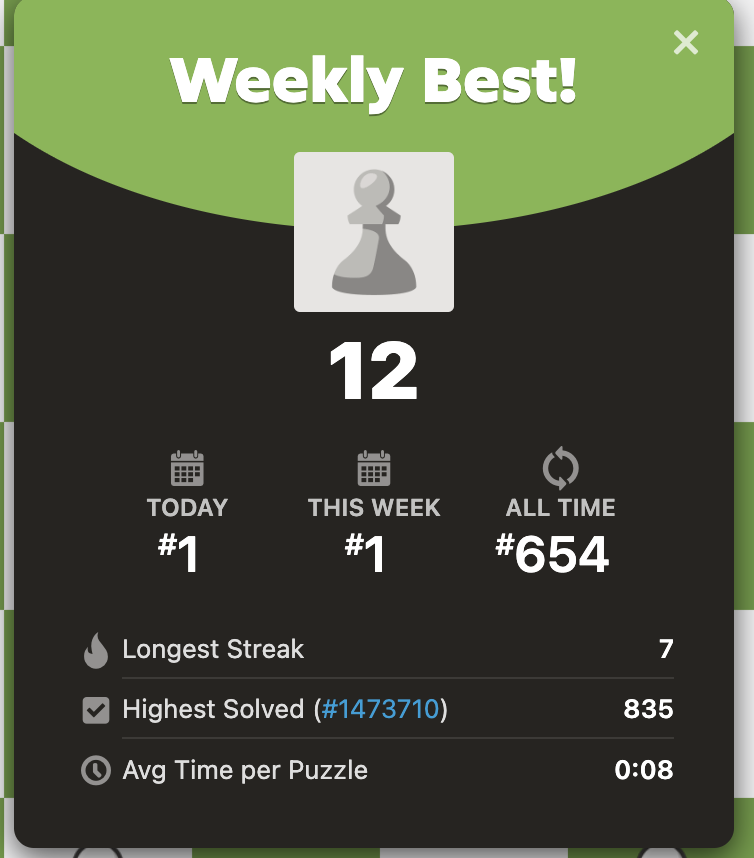 Weekly Best!
12
TODAY THIS WEEK ALL TIME
#1 #1 #654
Longest Streak 7
Highest Solved (#1473710) 835
Avg Time per Puzzle 0:08